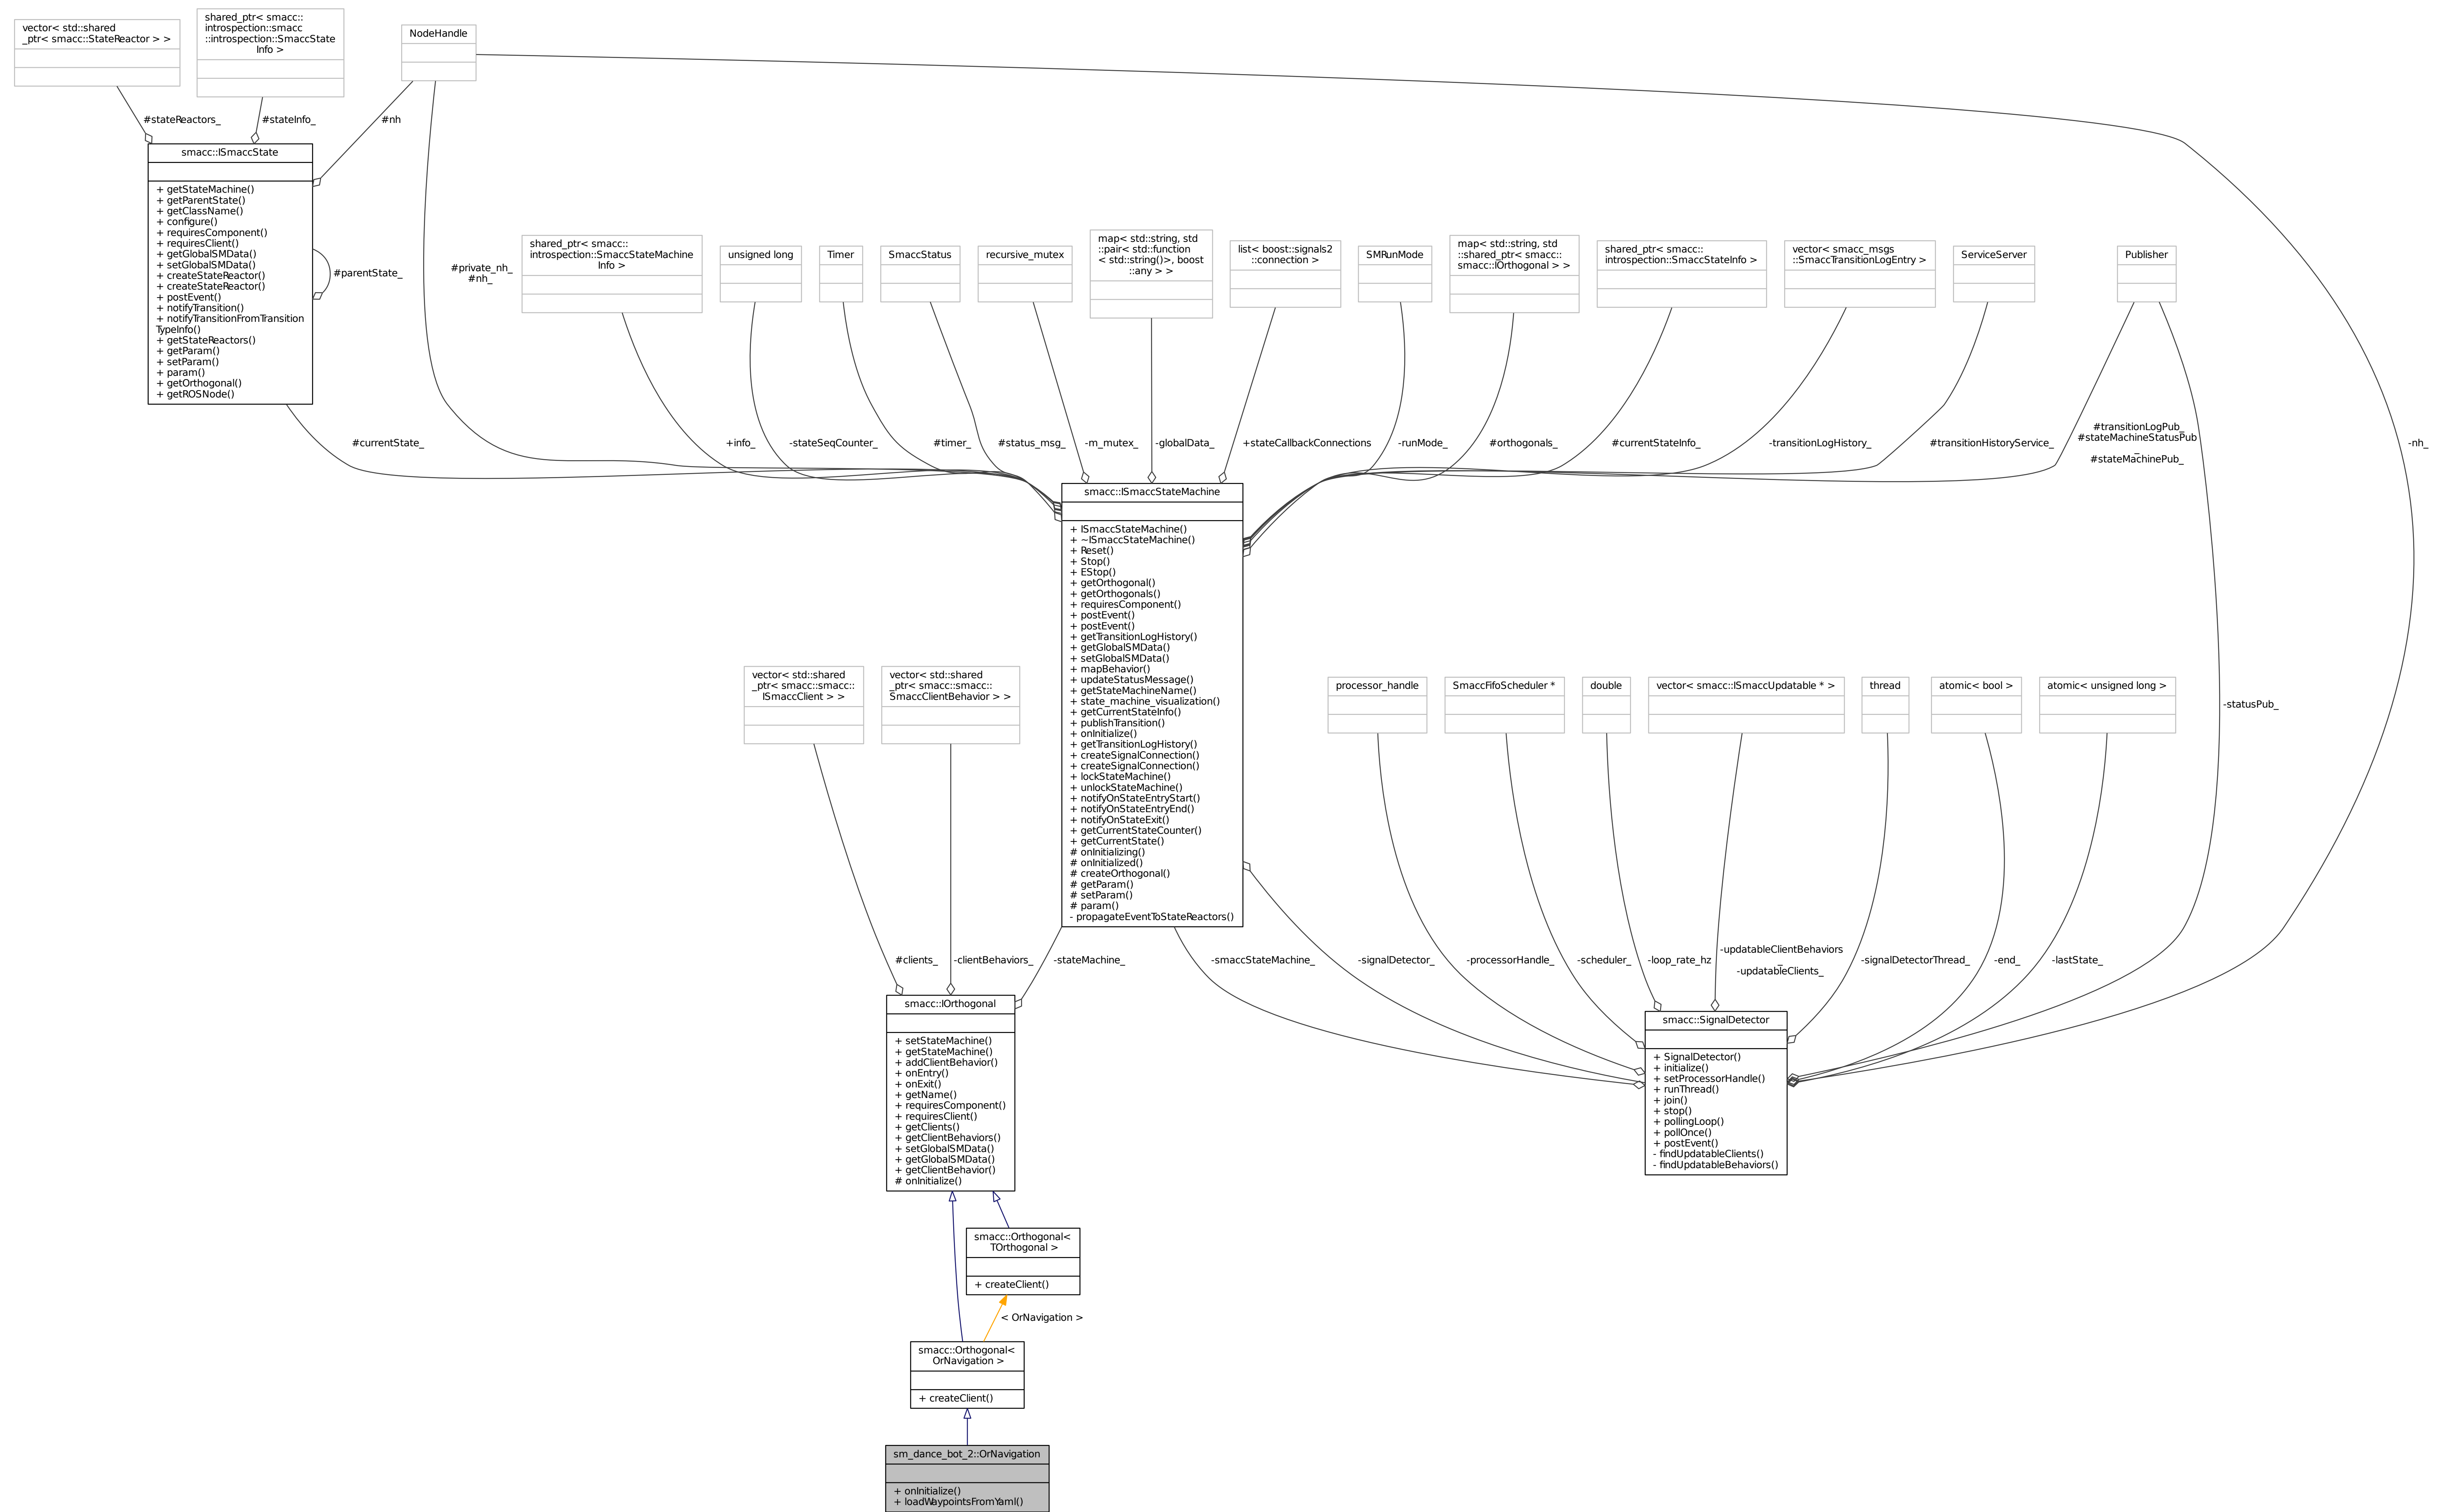 vector< std::shared
_ptr< smacc::StateReactor > >
shared_ptr< smacc::
introspection::smacc
::introspection::SmaccState
Info >
NodeHandle
#stateReactors_
#stateInfo_
#nh
smacc::ISmaccState
+ getStateMachine()
+ getParentState()
+ getClassName()
+ configure()
+ requiresComponent()
+ requiresClient()
+ getGlobalSMData()
+ setGlobalSMData()
+ createStateReactor()
+ createStateReactor()
+ postEvent()
+ notifyTransition()
+ notifyTransitionFromTransition
TypeInfo()
+ getStateReactors()
+ getParam()
+ setParam()
+ param()
+ getOrthogonal()
+ getROSNode()
#parentState_
#private_nh_
#nh_
shared_ptr< smacc::
introspection::SmaccStateMachine
Info >
unsigned long
Timer
SmaccStatus
recursive_mutex
map< std::string, std
::pair< std::function
< std::string()>, boost
::any > >
list< boost::signals2
::connection >
SMRunMode
map< std::string, std
::shared_ptr< smacc::
smacc::IOrthogonal > >
shared_ptr< smacc::
introspection::SmaccStateInfo >
vector< smacc_msgs
::SmaccTransitionLogEntry >
ServiceServer
Publisher
#currentState_
+info_
-stateSeqCounter_
#timer_
#status_msg_
-m_mutex_
-globalData_
+stateCallbackConnections
-runMode_
#orthogonals_
#currentStateInfo_
-transitionLogHistory_
#transitionHistoryService_
#transitionLogPub_
#stateMachineStatusPub
_
#stateMachinePub_
-nh_
smacc::ISmaccStateMachine
+ ISmaccStateMachine()
+ ~ISmaccStateMachine()
+ Reset()
+ Stop()
+ EStop()
+ getOrthogonal()
+ getOrthogonals()
+ requiresComponent()
+ postEvent()
+ postEvent()
+ getTransitionLogHistory()
+ getGlobalSMData()
+ setGlobalSMData()
+ mapBehavior()
+ updateStatusMessage()
+ getStateMachineName()
+ state_machine_visualization()
+ getCurrentStateInfo()
+ publishTransition()
+ onInitialize()
+ getTransitionLogHistory()
+ createSignalConnection()
+ createSignalConnection()
+ lockStateMachine()
+ unlockStateMachine()
+ notifyOnStateEntryStart()
+ notifyOnStateEntryEnd()
+ notifyOnStateExit()
+ getCurrentStateCounter()
+ getCurrentState()
# onInitializing()
# onInitialized()
# createOrthogonal()
# getParam()
# setParam()
# param()
- propagateEventToStateReactors()
vector< std::shared
_ptr< smacc::smacc::
ISmaccClient > >
vector< std::shared
_ptr< smacc::smacc::
SmaccClientBehavior > >
processor_handle
SmaccFifoScheduler *
double
vector< smacc::ISmaccUpdatable * >
thread
atomic< bool >
atomic< unsigned long >
-statusPub_
#clients_
-clientBehaviors_
-stateMachine_
-smaccStateMachine_
-signalDetector_
-processorHandle_
-scheduler_
-loop_rate_hz
-updatableClientBehaviors
_
-updatableClients_
-signalDetectorThread_
-end_
-lastState_
smacc::IOrthogonal
+ setStateMachine()
+ getStateMachine()
+ addClientBehavior()
+ onEntry()
+ onExit()
+ getName()
+ requiresComponent()
+ requiresClient()
+ getClients()
+ getClientBehaviors()
+ setGlobalSMData()
+ getGlobalSMData()
+ getClientBehavior()
# onInitialize()
smacc::SignalDetector
+ SignalDetector()
+ initialize()
+ setProcessorHandle()
+ runThread()
+ join()
+ stop()
+ pollingLoop()
+ pollOnce()
+ postEvent()
- findUpdatableClients()
- findUpdatableBehaviors()
smacc::Orthogonal<
TOrthogonal >
+ createClient()
< OrNavigation >
smacc::Orthogonal<
OrNavigation >
+ createClient()
sm_dance_bot_2::OrNavigation
+ onInitialize()
+ loadWaypointsFromYaml()